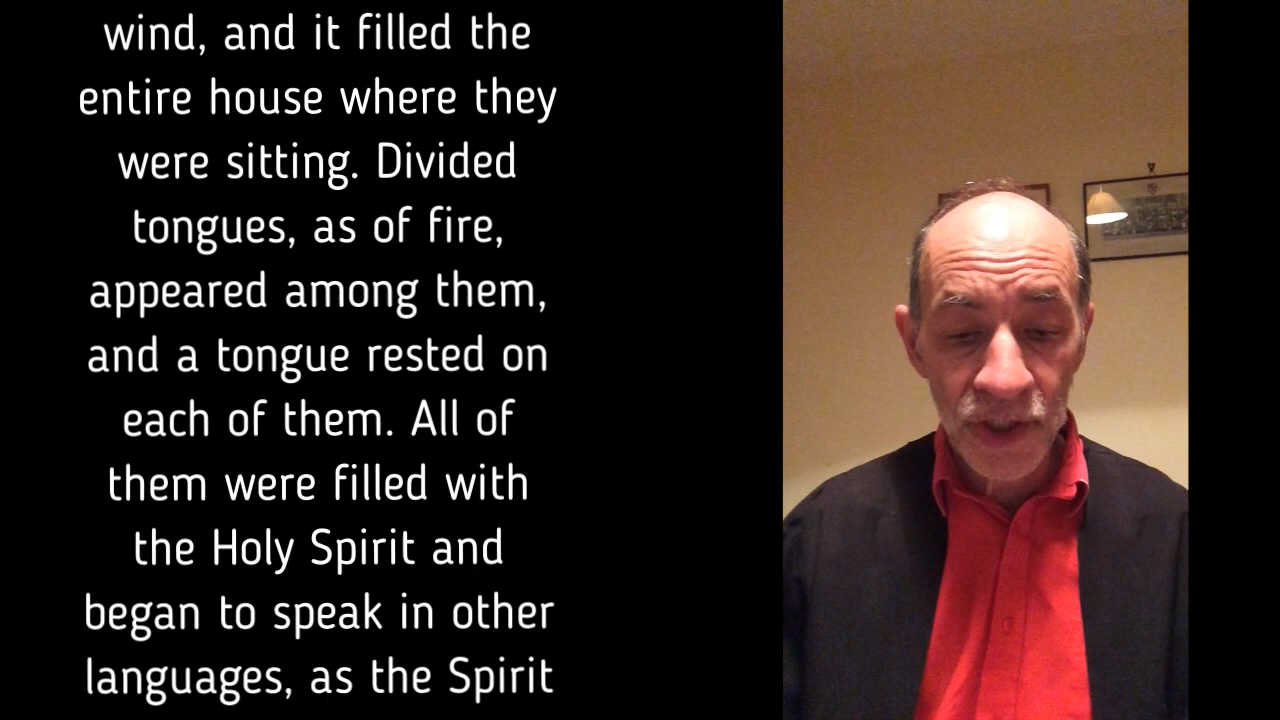 wind, and it filled the
entire house where they
were sitting. Divided
tongues, as of fire,
appeared among them,
and a tongue rested on
each of them. All of
them were filled with
the Holy Spirit and
began to speak in other
languages, as the Spirit